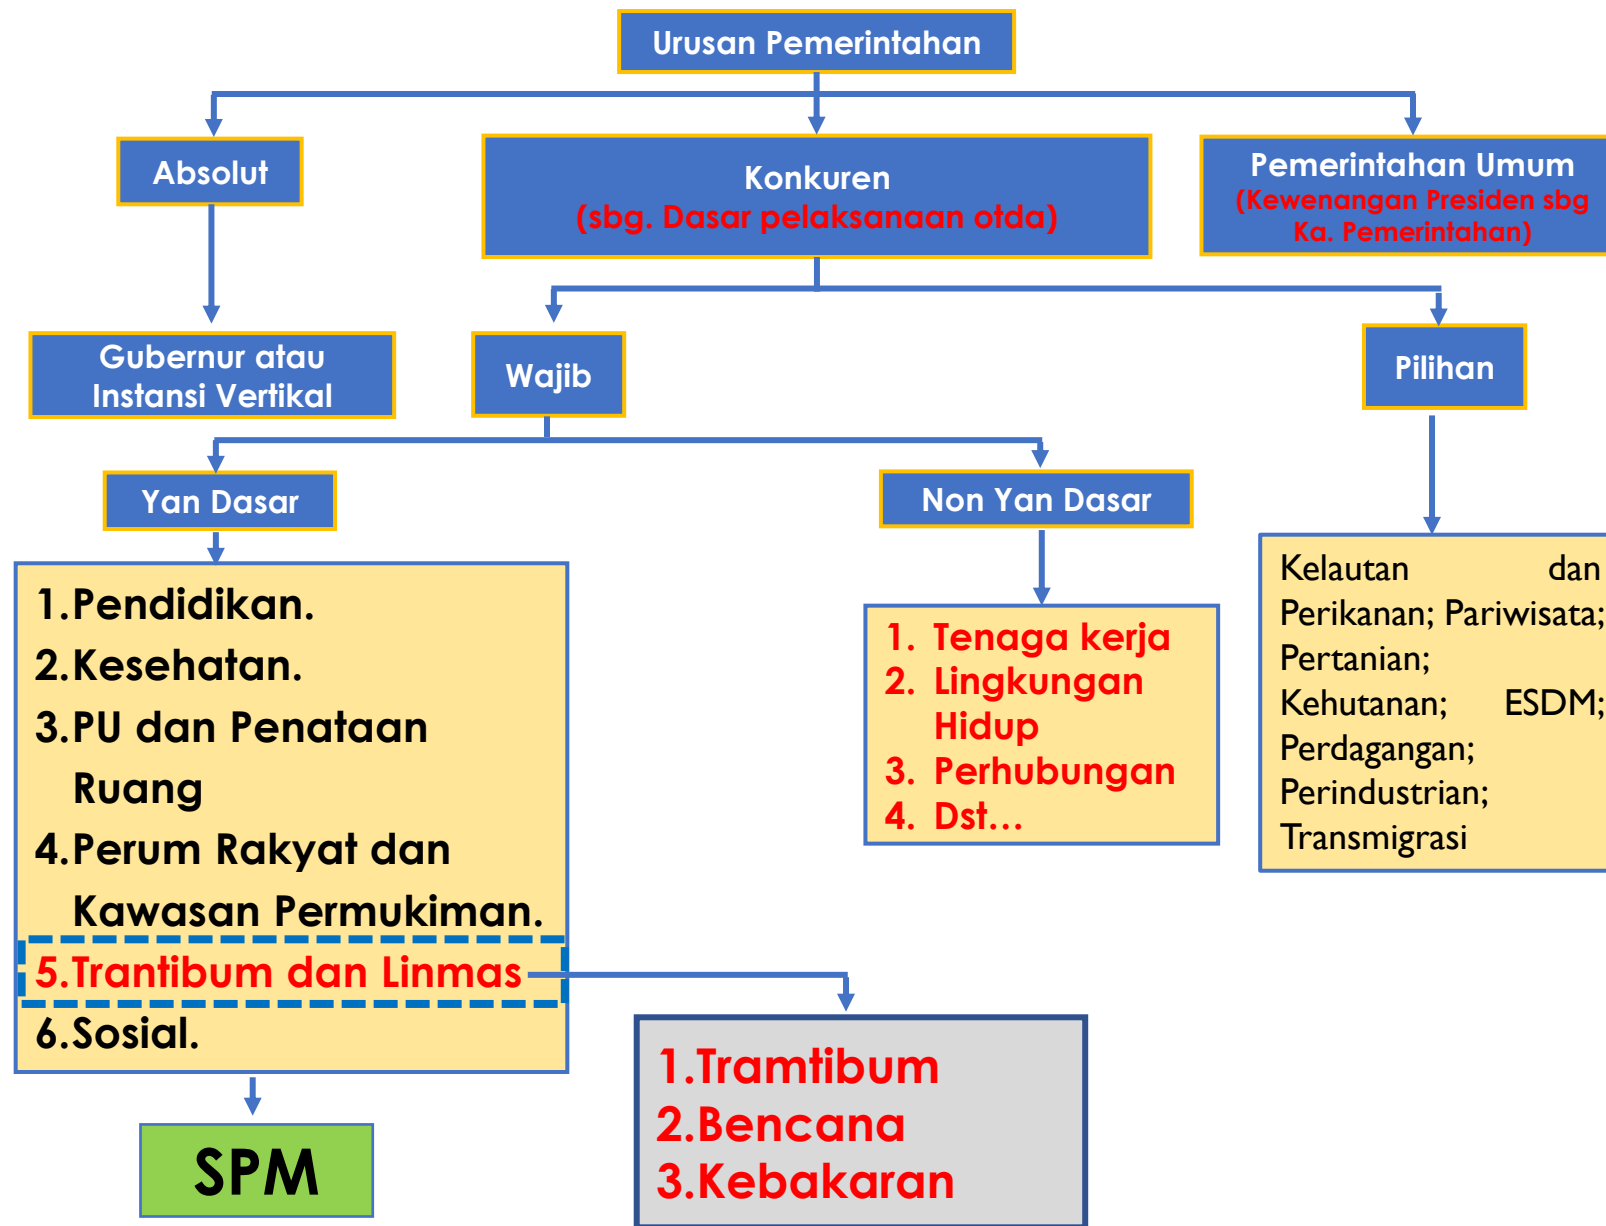 Urusan Pemerintahan
Absolut
Konkuren
(sbg. Dasar pelaksanaan otda)
Pemerintahan Umum
(Kewenangan Presiden sbg
Ka. Pemerintahan)
Gubernur atau
Instansi Vertikal
Wajib
Pilihan
Yan Dasar
Non Yan Dasar
1.Pendidikan.
2.Kesehatan.
3.PU dan Penataan
Ruang
4.Perum Rakyat dan
Kawasan Permukiman.
5.Trantibum dan Linmas
6.Sosial.
1. Tenaga kerja
2. Lingkungan
Hidup
3. Perhubungan
4. Dst...
Kelautan dan
Perikanan; Pariwisata;
Pertanian;
Kehutanan; ESDM;
Perdagangan;
Perindustrian;
Transmigrasi
SPM
1.Tramtibum
2.Bencana
3.Kebakaran